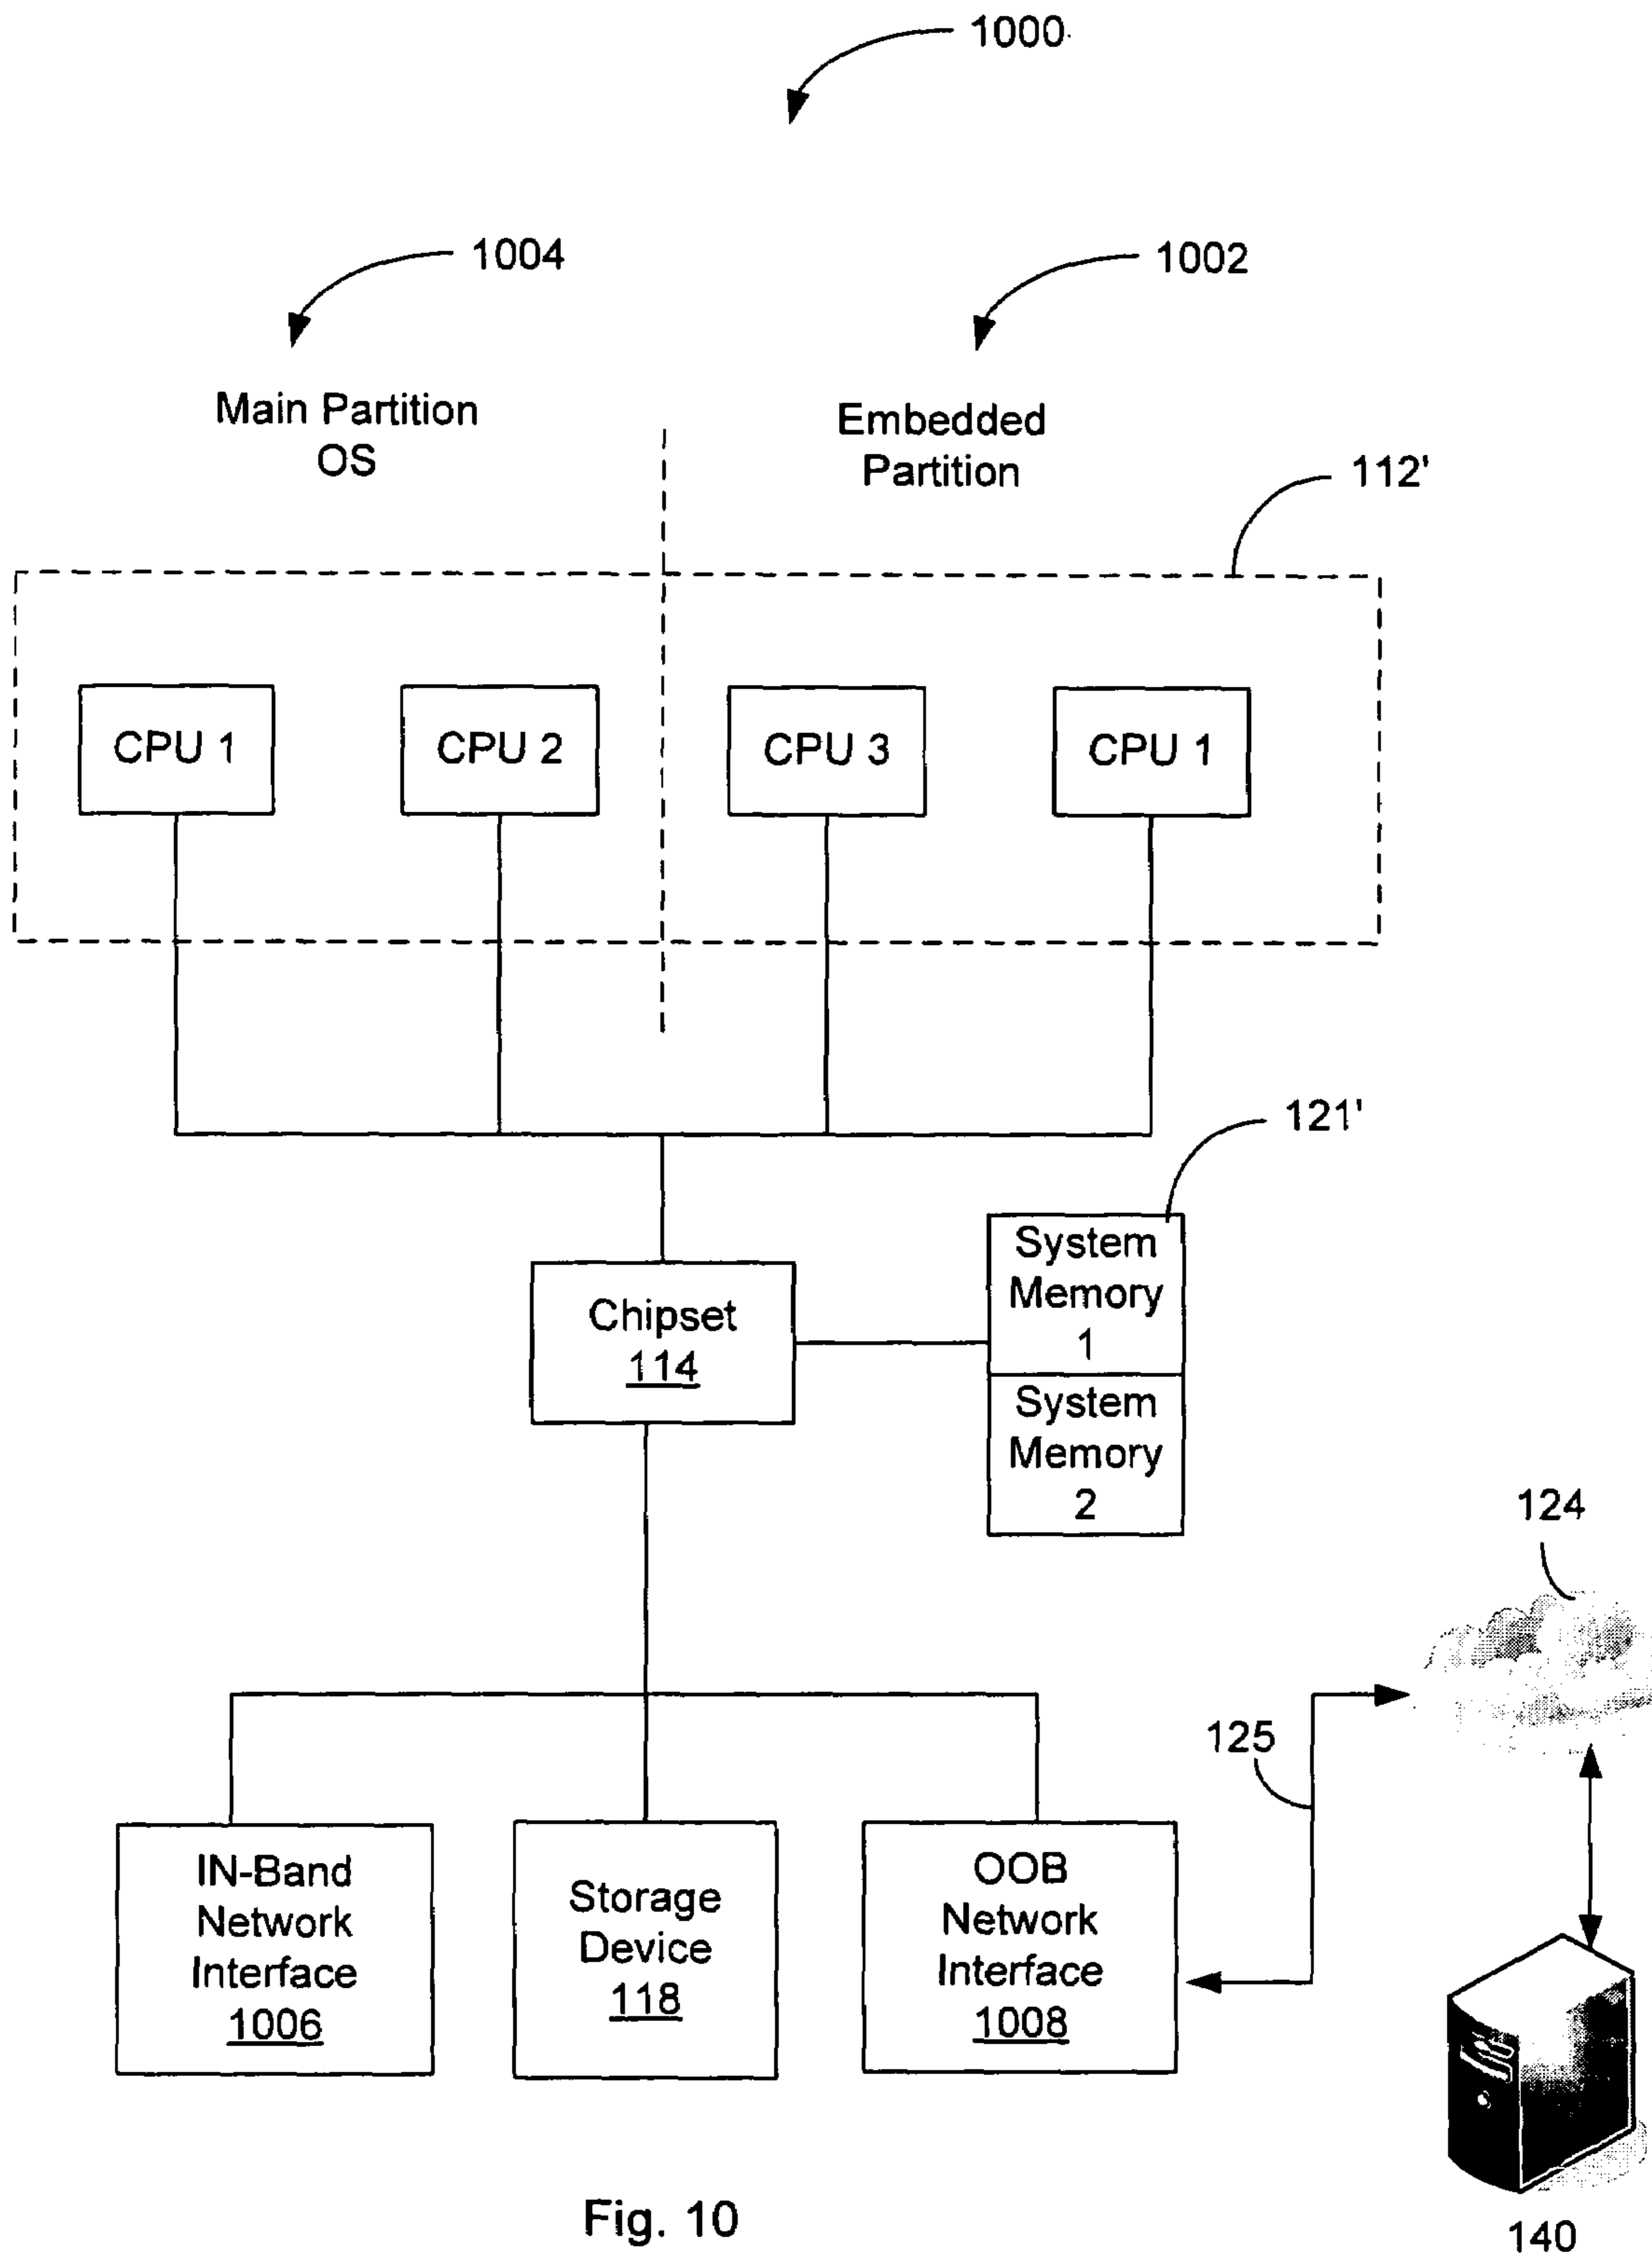 1000
1004
1002
Main Partition
OS
Embedded
Partition
112'
CPU 1
CPU 2
CPU 3
CPU 1
121'
System
Memory
1
Chipset
114
System
Memory
2
124
125
IN-Band
Network
Interface
1006
Storage
Device
118
OOB
Network
Interface
1008
Fig. 10
140